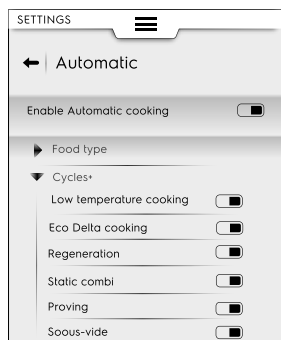 SETTINGS
Automatic
Enable Automatic cooking
Food type
Cycles+
Low temperature cooking
Eco Delta cooking
Regeneration
Static combi
Proving
Soous-vide